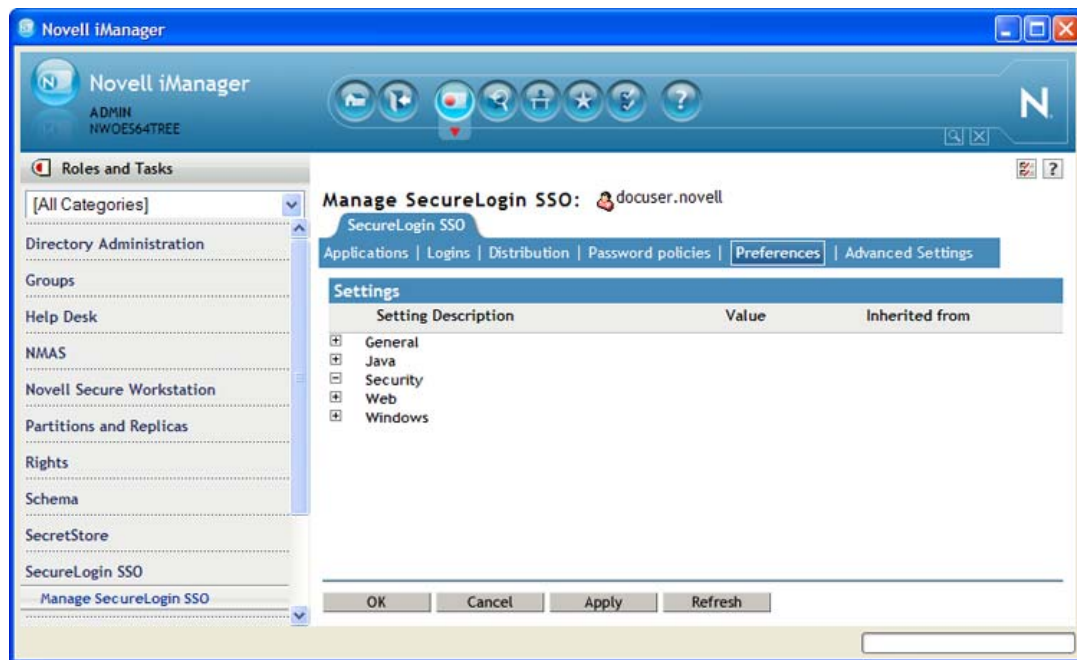 Novell iManager
Novell iManager
ADMIN
NWOES64TREE
N
N
?
Roles and Tasks
?
[All Categories]
Manage SecureLogin SSO: docuser.novell
SecureLogin SSO
Applications | Logins | Distribution | Password policies | Preferences | Advanced Settings
Directory Administration
Groups
Help Desk
NMAS
Novell Secure Workstation
Partitions and Replicas
Rights
Schema
SecretStore
SecureLogin SSO
Manage SecureLogin SSO
Settings
Setting Description Value Inherited from
General
Java
Security
Web
Windows
OK Cancel Apply Refresh